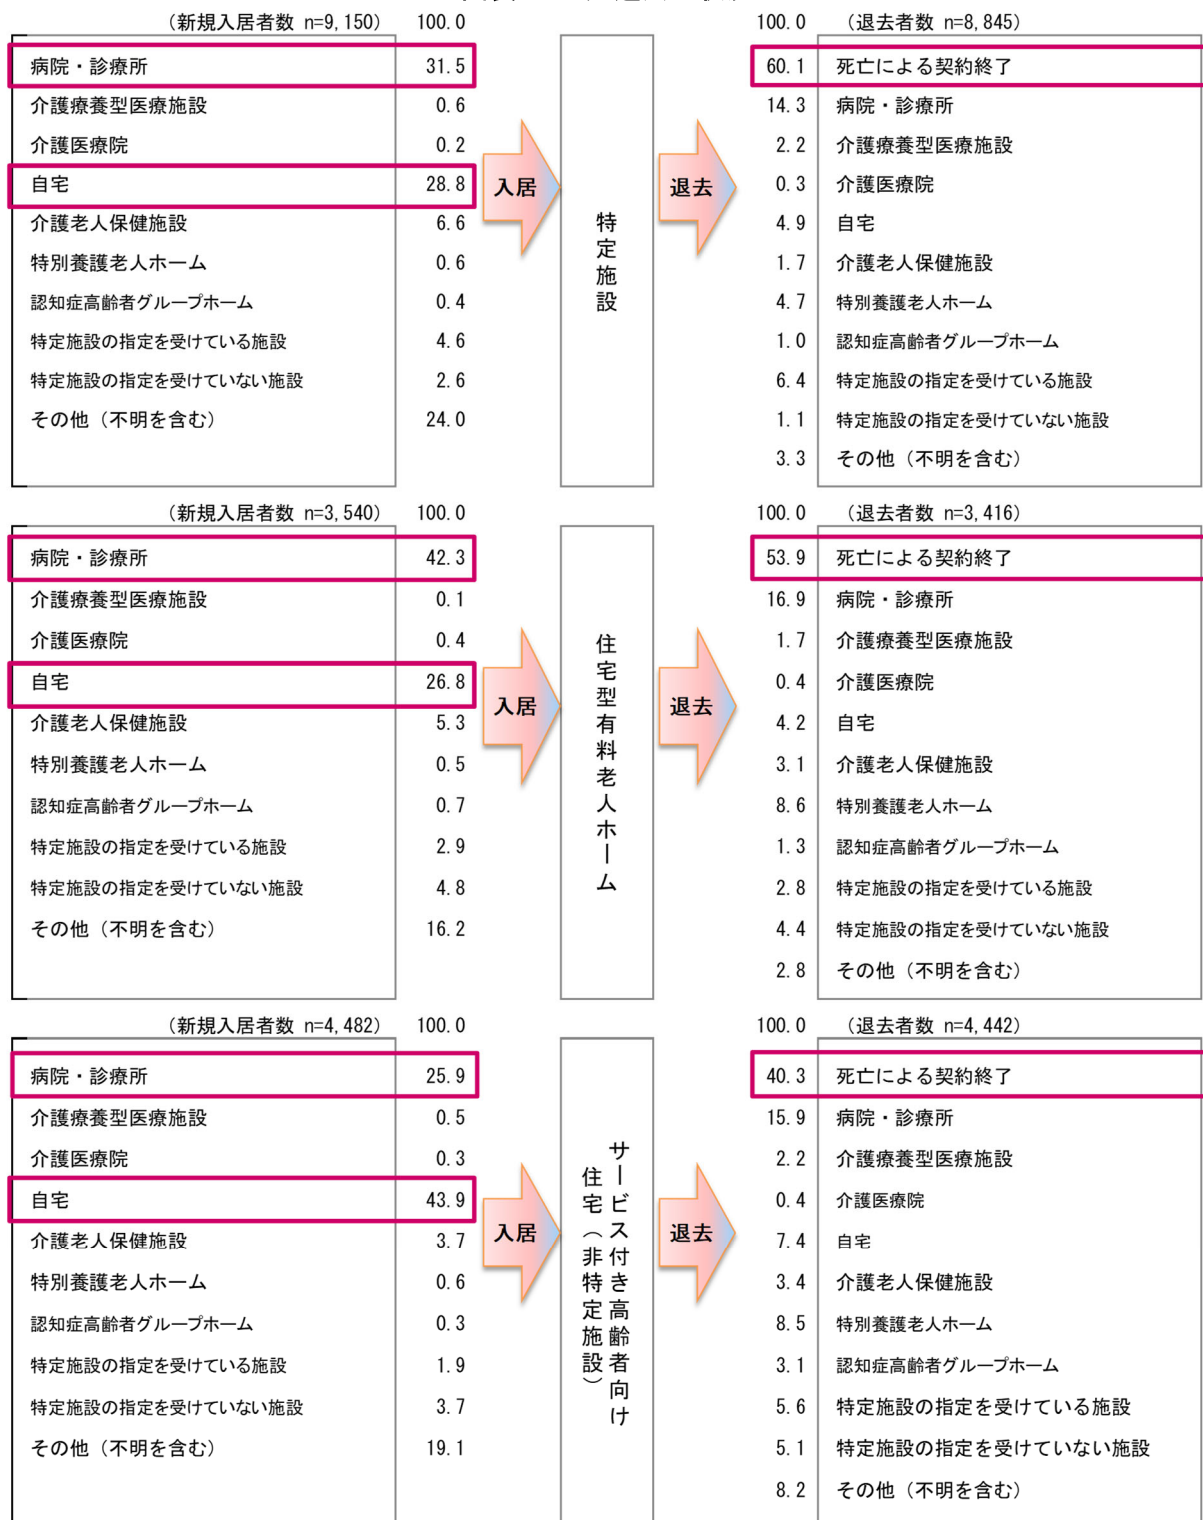 (新規入居者数 n=9,150) 100.0
病院・診療所 31.5
介護療養型医療施設 0.6
介護医療院 0.2
自宅 28.8
介護老人保健施設 6.6
特別養護老人ホーム 0.6
認知症高齢者グループホーム 0.4
特定施設の指定を受けている施設 4.6
特定施設の指定を受けていない施設 2.6
その他（不明を含む） 24.0
入居
特定施設
退去
100.0 (退去者数 n=8,845)
60.1 死亡による契約終了
14.3 病院・診療所
2.2 介護療養型医療施設
0.3 介護医療院
4.9 自宅
1.7 介護老人保健施設
4.7 特別養護老人ホーム
1.0 認知症高齢者グループホーム
6.4 特定施設の指定を受けている施設
1.1 特定施設の指定を受けていない施設
3.3 その他（不明を含む）
(新規入居者数 n=3,540) 100.0
病院・診療所 42.3
介護療養型医療施設 0.1
介護医療院 0.4
自宅 26.8
介護老人保健施設 5.3
特別養護老人ホーム 0.5
認知症高齢者グループホーム 0.7
特定施設の指定を受けている施設 2.9
特定施設の指定を受けていない施設 4.8
その他（不明を含む） 16.2
入居
住宅型有料老人ホーム
退去
100.0 (退去者数 n=3,416)
53.9 死亡による契約終了
16.9 病院・診療所
1.7 介護療養型医療施設
0.4 介護医療院
4.2 自宅
3.1 介護老人保健施設
8.6 特別養護老人ホーム
1.3 認知症高齢者グループホーム
2.8 特定施設の指定を受けている施設
4.4 特定施設の指定を受けていない施設
2.8 その他（不明を含む）
(新規入居者数 n=4,482) 100.0
病院・診療所 25.9
介護療養型医療施設 0.5
介護医療院 0.3
自宅 43.9
介護老人保健施設 3.7
特別養護老人ホーム 0.6
認知症高齢者グループホーム 0.3
特定施設の指定を受けている施設 1.9
特定施設の指定を受けていない施設 3.7
その他（不明を含む） 19.1
入居
サービス付き高齢者向け
住宅（非特定施設）
退去
100.0 (退去者数 n=4,442)
40.3 死亡による契約終了
15.9 病院・診療所
2.2 介護療養型医療施設
0.4 介護医療院
7.4 自宅
3.4 介護老人保健施設
8.5 特別養護老人ホーム
3.1 認知症高齢者グループホーム
5.6 特定施設の指定を受けている施設
5.1 特定施設の指定を受けていない施設
8.2 その他（不明を含む）